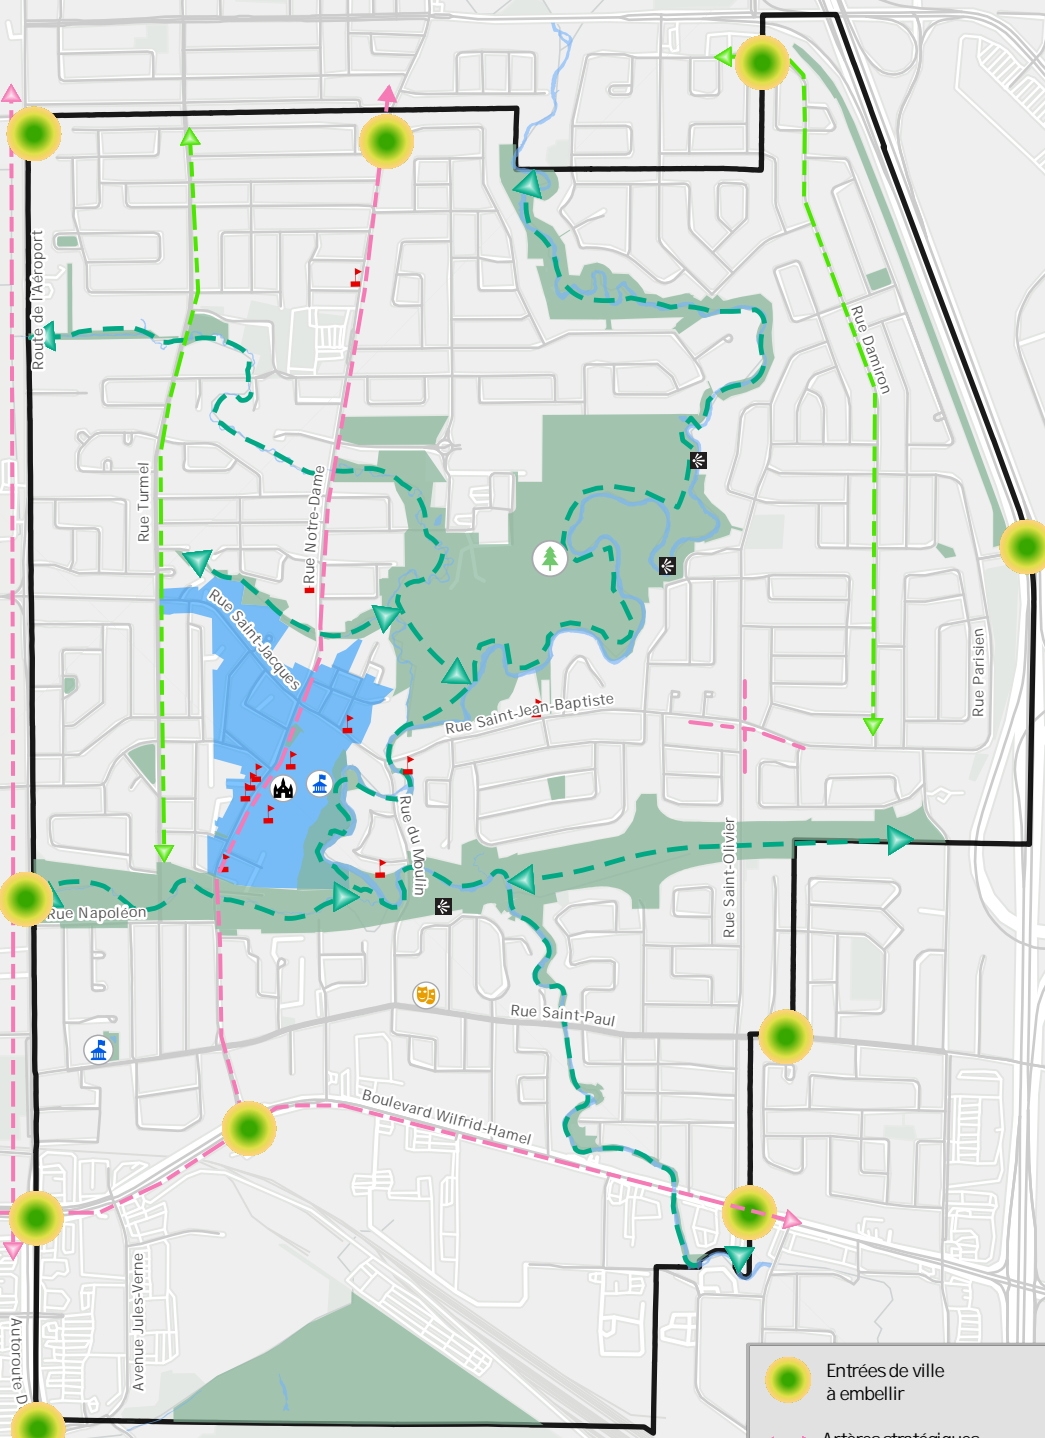 Route de l'Aéroport
Rue Damiron
Rue Turmel
Rue Notre-Dame
Rue Saint-Jacques
Rue Parisien
Rue Saint-Jean-Baptiste
Rue du Moulin
Rue Saint-Olivier
Rue Napoléon
Rue Saint-Paul
Boulevard Wilfrid-Hamel
Avenue Jules-Verne
Autoroute D
Entrées de ville
à embellir
Artères stratégiques